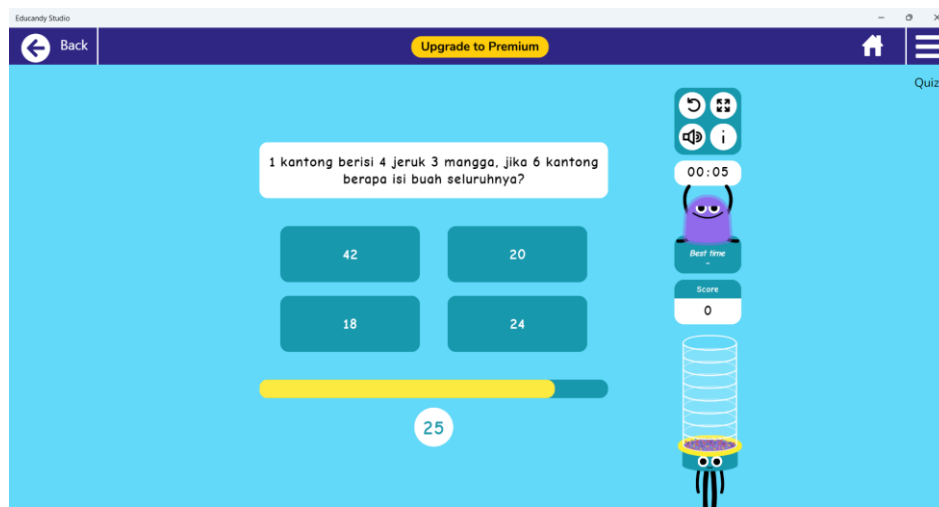 Educandy Studio
Back
Upgrade to Premium
Quiz
1 kantong berisi 4 jeruk 3 mangga, jika 6 kantong
berapa isi buah seluruhnya?
00:05
42
20
Best time
-
18
24
Score
0
25